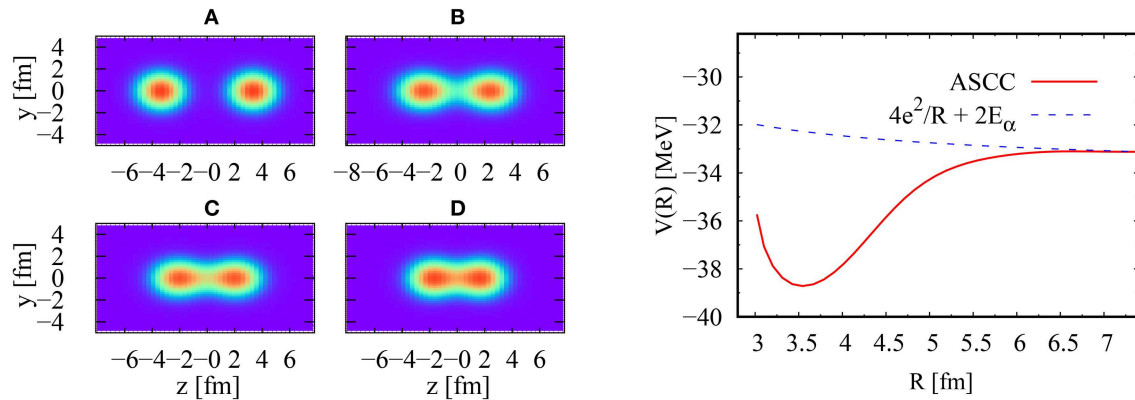 A
B
y [fm]
4
2
0
−2
−4
−6−4−2−0 2 4 6
−8−6−4−2 0 2 4 6
C
D
y [fm]
4
2
0
−2
−4
−6−4−2−0 2 4 6
−6−4−2−0 2 4 6
z [fm]
z [fm]
V(R) [MeV]
−30
−32
−34
−36
−38
−40
ASCC
4e²/R + 2Eα
3 3.5 4 4.5 5 5.5 6 6.5 7
R [fm]